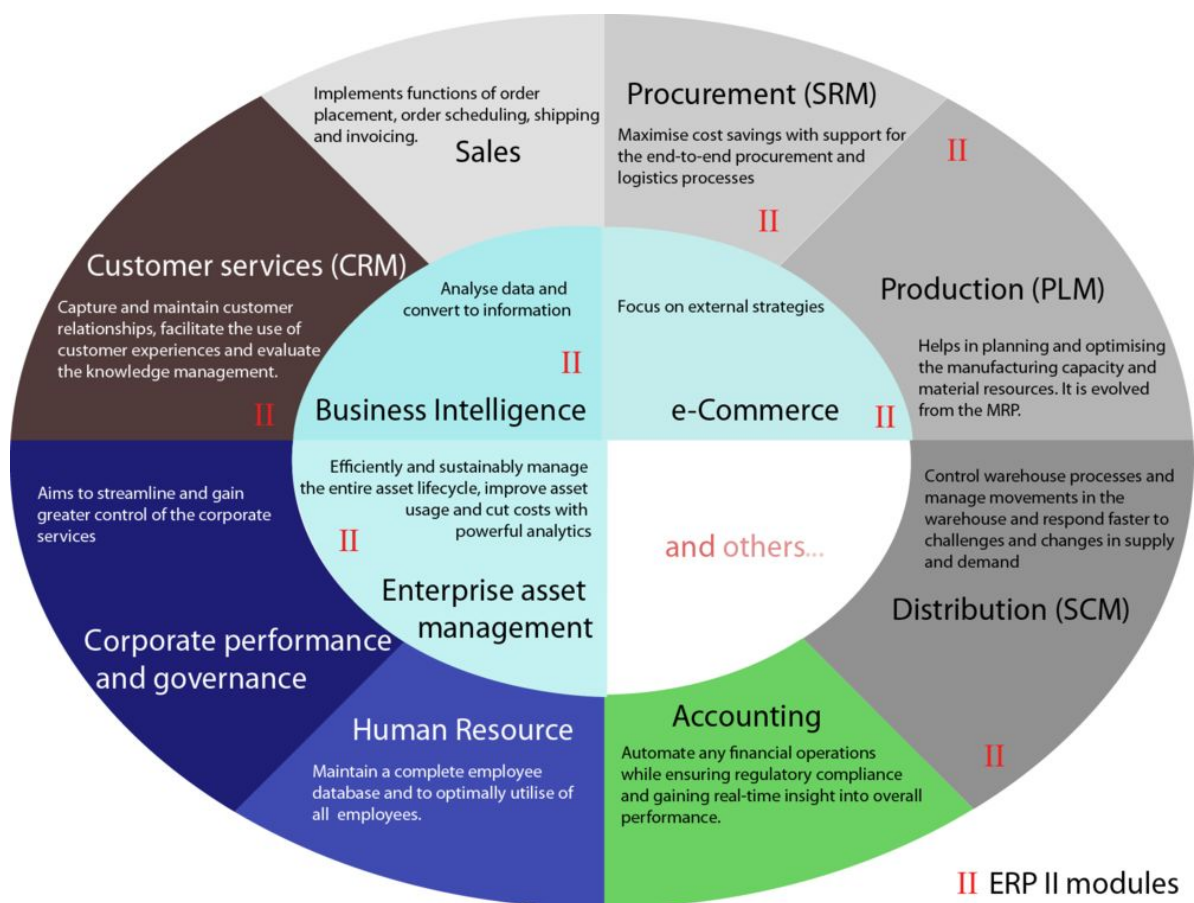 Implements functions of order
placement, order scheduling, shipping
and invoicing.
Sales
Procurement (SRM)
Maximise cost savings with support for
the end-to-end procurement and
logistics processes
II
II
Production (PLM)
Helps in planning and optimising
the manufacturing capacity and
material resources. It is evolved
from the MRP.
Customer services (CRM)
Capture and maintain customer
relationships, facilitate the use of
customer experiences and evaluate
the knowledge management.
II
Analyse data and
convert to information
II
Business Intelligence
Focus on external strategies
e-Commerce
II
Aims to streamline and gain
greater control of the corporate
services
Corporate performance
and governance
Efficiently and sustainably manage
the entire asset lifecycle, improve asset
usage and cut costs with
powerful analytics
II
Enterprise asset
management
and others...
Control warehouse processes and
manage movements in the
warehouse and respond faster to
challenges and changes in supply
and demand
Distribution (SCM)
II
Human Resource
Maintain a complete employee
database and to optimally utilise of
all employees.
Accounting
Automate any financial operations
while ensuring regulatory compliance
and gaining real-time insight into overall
performance.
II ERP II modules